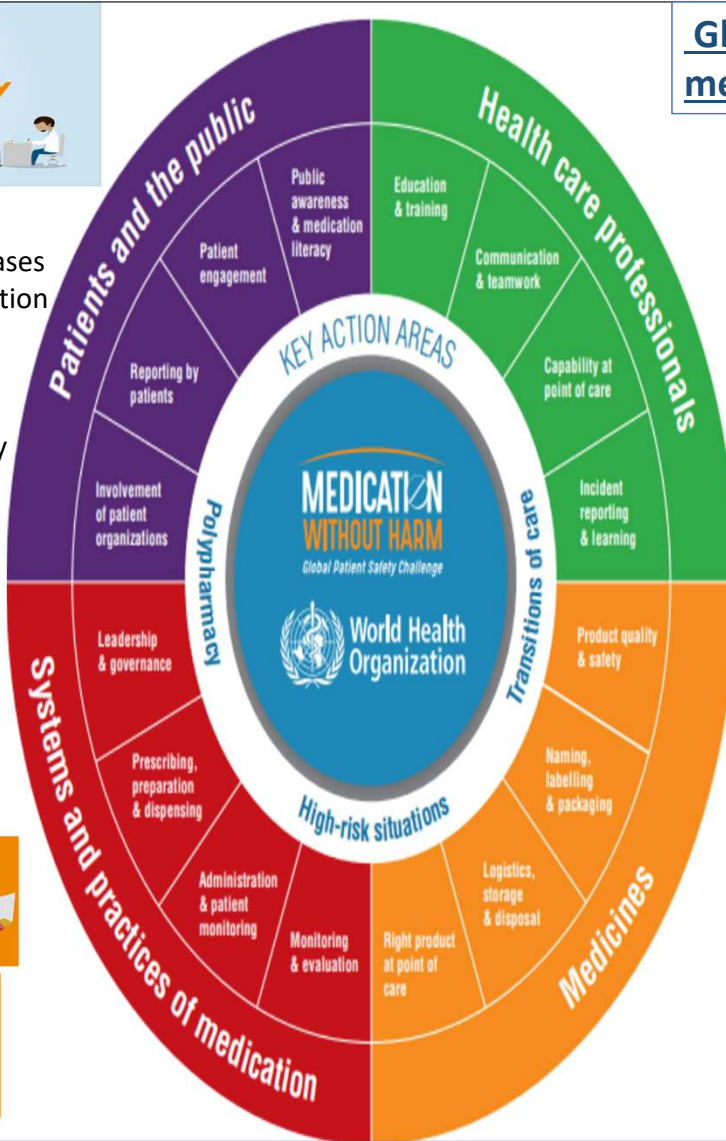 Patients and the public
Public
awareness
& medication
literacy
Patient
engagement
Reporting by
patients
Involvement
of patient
organizations
Health care professionals
Education
& training
Communication
& teamwork
Capability at
point of care
Incident
reporting
& learning
KEY ACTION AREAS
Polypharmacy
Transitions of care
High-risk situations
MEDICATION
WITHOUT HARM
Global Patient Safety Challenge
World Health
Organization
Systems and practices of medication
Leadership
& governance
Prescribing,
preparation
& dispensing
Administration
& patient
monitoring
Monitoring
& evaluation
Medicines
Product quality
& safety
Naming,
labelling
& packaging
Logistics,
storage
& disposal
Right product
at point of
care